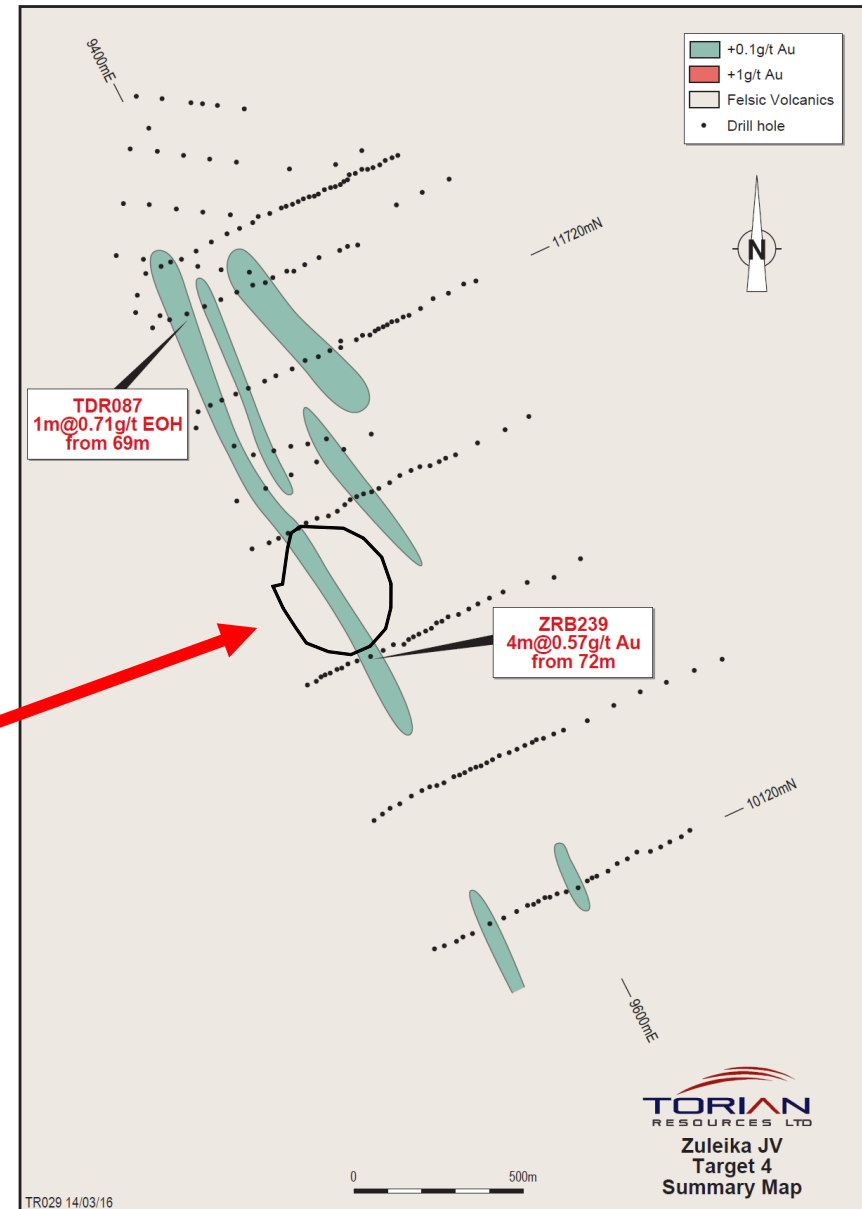 9400mE
+0.1g/t Au
+1g/t Au
Felsic Volcanics
Drill hole
11720mN
N
TDR087
1m@0.71g/t EOH
from 69m
ZRB239
4m@0.57g/t Au
from 72m
10120mN
9600mE
TORIAN
RESOURCES LTD
Zuleika JV
Target 4
Summary Map
0 500m
TR029 14/03/16